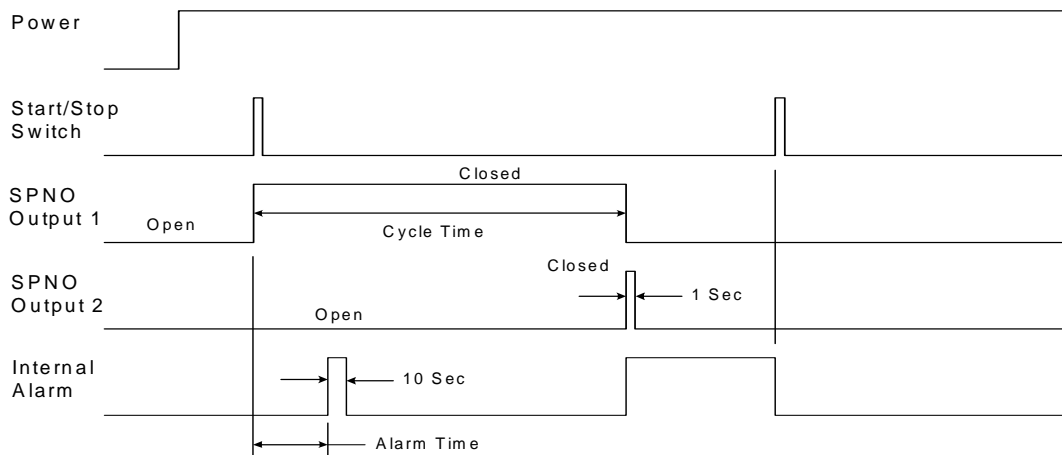 Power
Start/Stop
Switch
Closed
SPNO
Output 1
Open
Cycle Time
Closed
SPNO
Output 2
1 Sec
Open
Internal
Alarm
10 Sec
Alarm Time